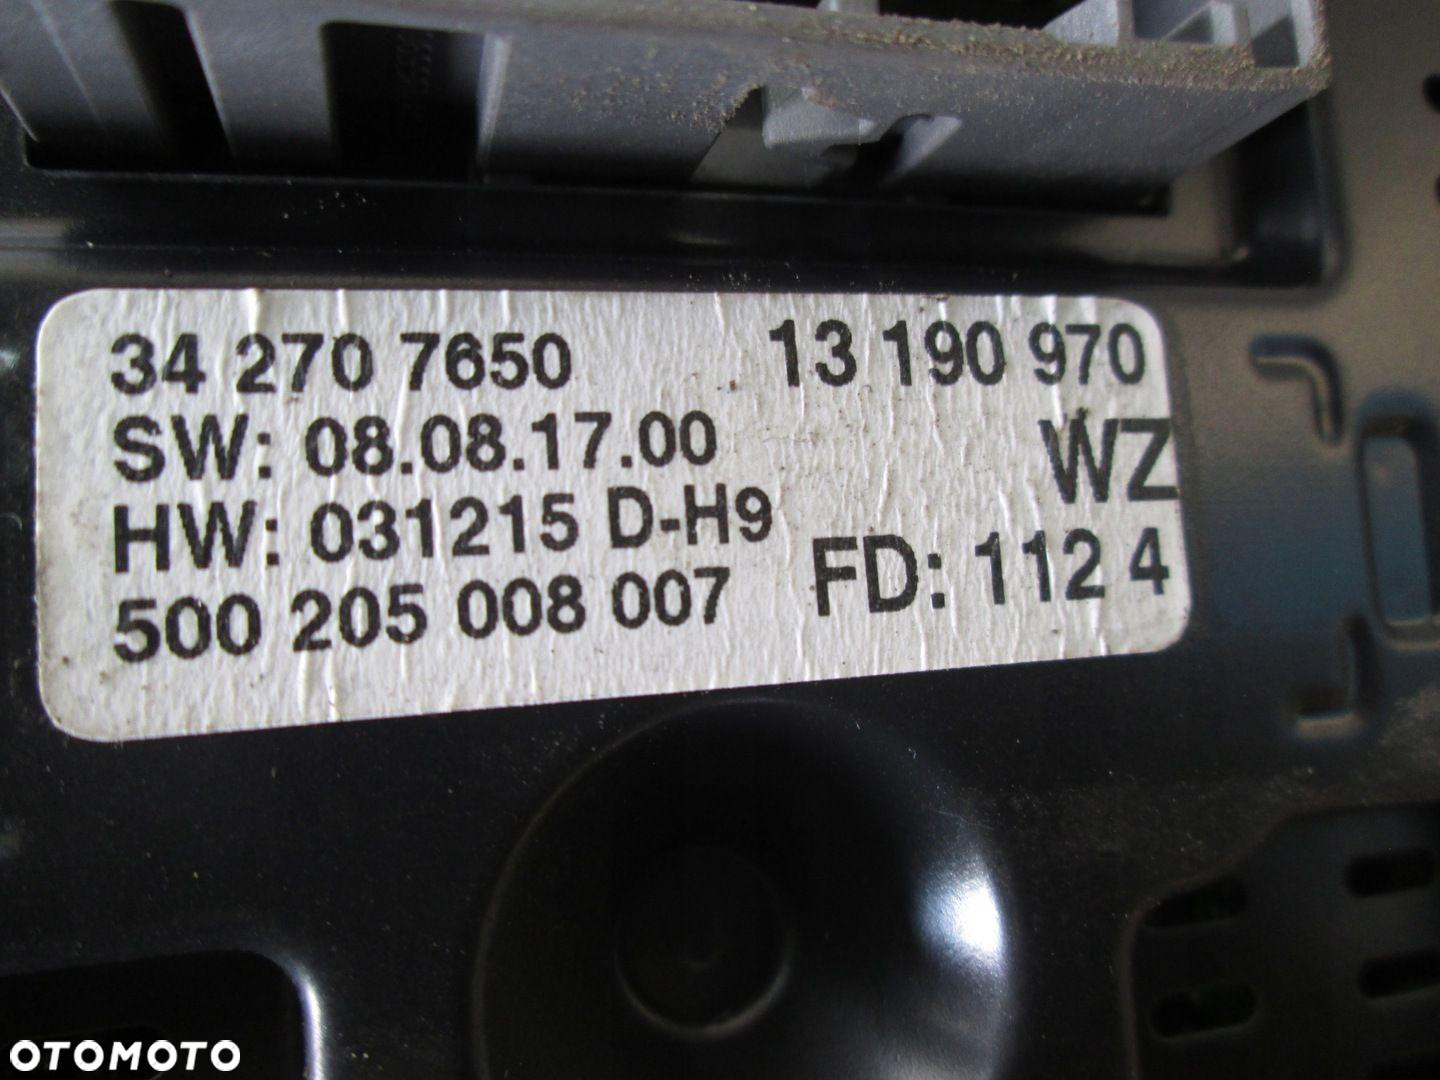 34 270 7650 13 190 970
SW: 08.08.17.00 WZ
HW: 031215 D-H9
500 205 008 007 FD: 112 4
OTOMOTO